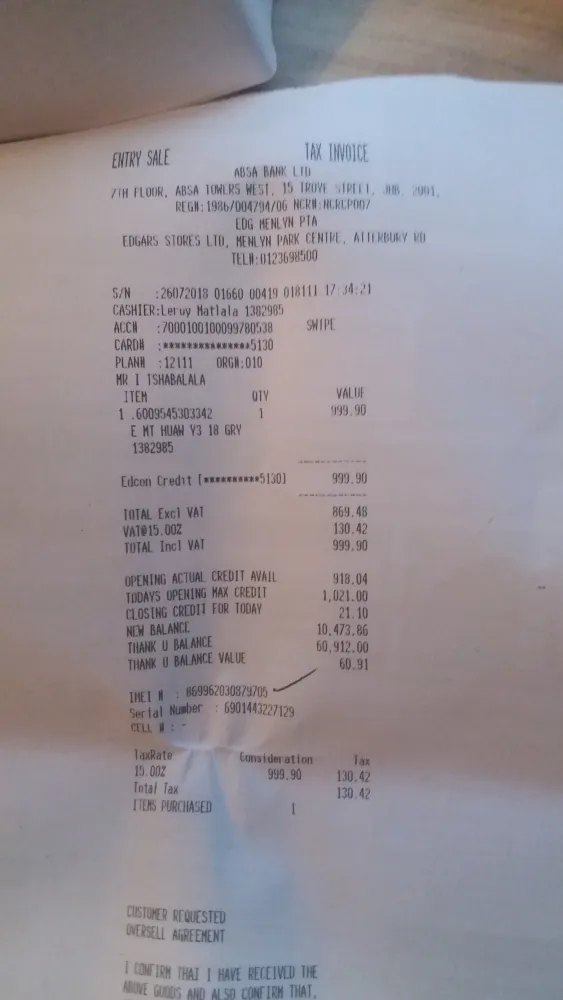 ENTRY SALE TAX INVOICE
ABSA BANK LTD
7TH FLOOR, ABSA TOWERS WEST, 15 TROYE STREET, JHB, 2001,
REG#:1986/004794/06 NCR#:NCRCP007
EDG MENLYN PTA
EDGARS STORES LTD, MENLYN PARK CENTRE, ATTERBURY RD
TEL#:0123698500
S/N :26072018 01660 00419 018111 17:34:21
CASHIER:Leruy Matlala 1382985
ACC# :7000100100099780538 SWIPE
CARD# :***************5130
PLAN# :12111 ORG#:010
MR I TSHABALALA
ITEM QTY VALUE
1 .6009545303342 1 999.90
E MT HUAW Y3 18 GRY
1382985
Edcon Credit [**********5130] 999.90
TOTAL Excl VAT 869.48
VAT@15.00% 130.42
TOTAL Incl VAT 999.90
OPENING ACTUAL CREDIT AVAIL 918.04
TODAYS OPENING MAX CREDIT 1,021.00
CLOSING CREDIT FOR TODAY 21.10
NEW BALANCE 10,473.86
THANK U BALANCE 60,912.00
THANK U BALANCE VALUE 60.91
IMEI # : 869962030879705
Serial Number : 6901443227129
CELL # : -
TaxRate Consideration Tax
15.00% 999.90 130.42
Total Tax 130.42
ITEMS PURCHASED 1
CUSTOMER REQUESTED
OVERSELL AGREEMENT
I CONFIRM THAT I HAVE RECEIVED THE
ABOVE GOODS AND ALSO CONFIRM THAT,